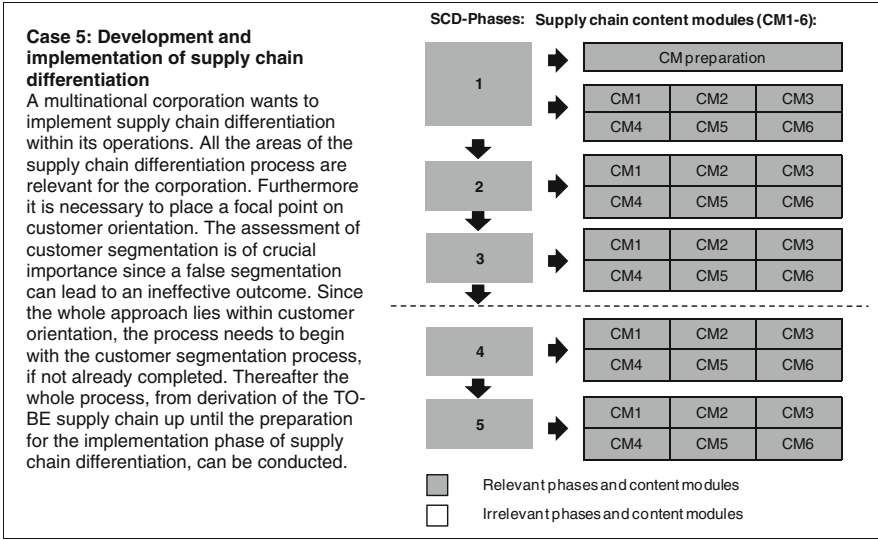 Case 5: Development and
implementation of supply chain
differentiation
A multinational corporation wants to
implement supply chain differentiation
within its operations. All the areas of the
supply chain differentiation process are
relevant for the corporation. Furthermore
it is necessary to place a focal point on
customer orientation. The assessment of
customer segmentation is of crucial
importance since a false segmentation
can lead to an ineffective outcome. Since
the whole approach lies within customer
orientation, the process needs to begin
with the customer segmentation process,
if not already completed. Thereafter the
whole process, from derivation of the TO-
BE supply chain up until the preparation
for the implementation phase of supply
chain differentiation, can be conducted.
SCD-Phases: Supply chain content modules (CM1-6):
1
CM preparation
CM1 CM2 CM3
CM4 CM5 CM6
2
CM1 CM2 CM3
CM4 CM5 CM6
3
CM1 CM2 CM3
CM4 CM5 CM6
4
CM1 CM2 CM3
CM4 CM5 CM6
5
CM1 CM2 CM3
CM4 CM5 CM6
Relevant phases and content modules
Irrelevant phases and content modules